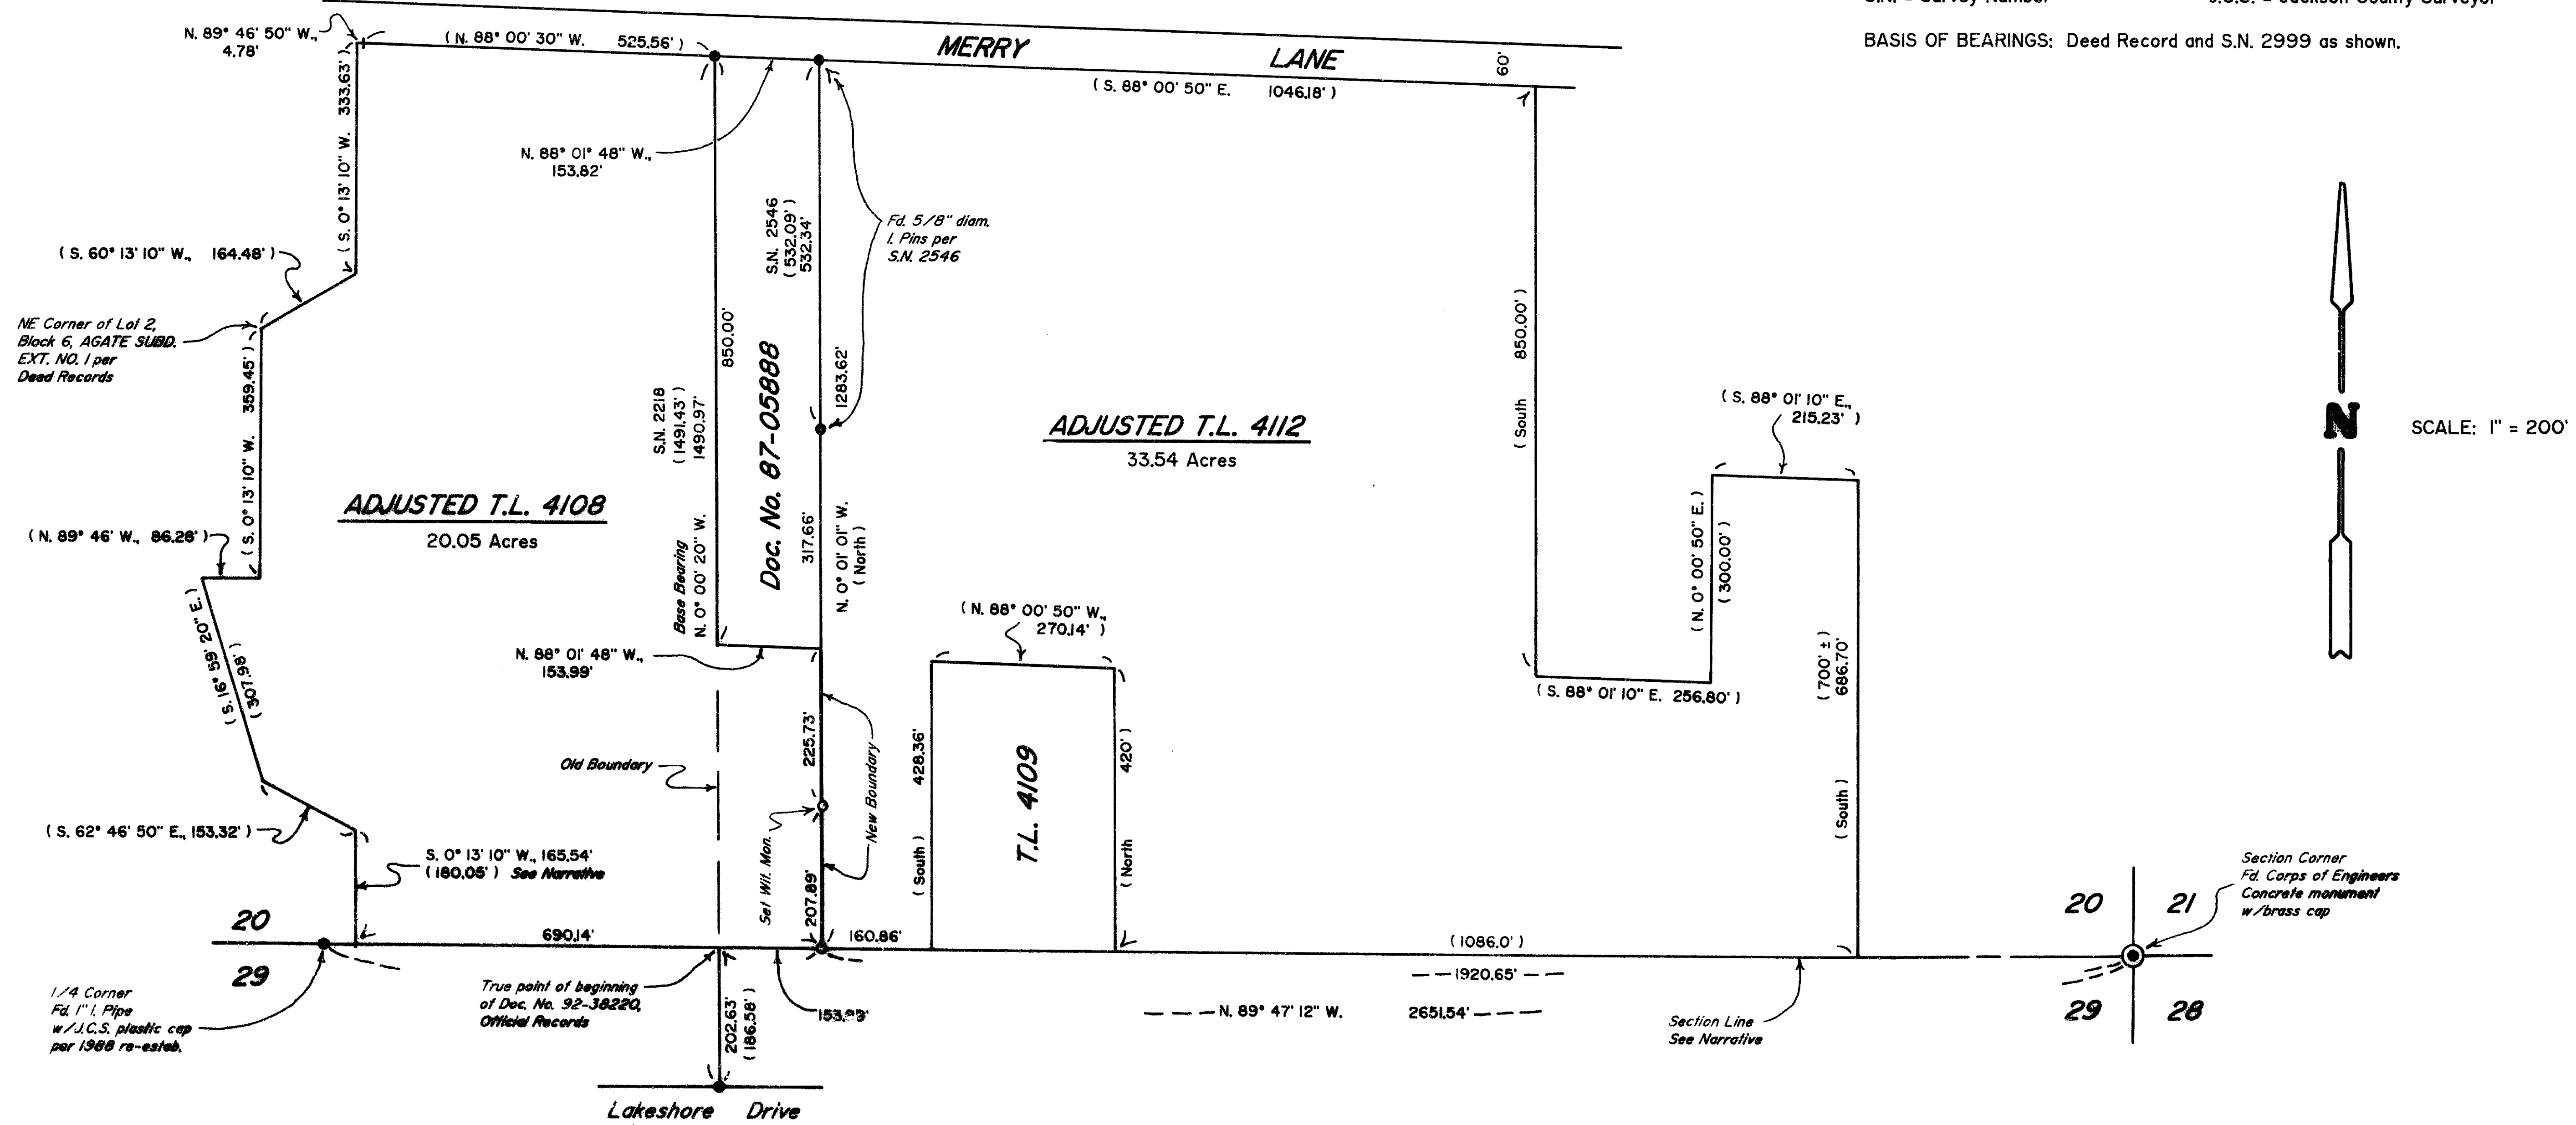 BASIS OF BEARINGS: Deed Record and S.N. 2999 as shown.
N. 89° 46' 50" W.,
4.78'
( N. 88° 00' 30" W. 525.56' )
MERRY LANE
60'
( S. 88° 00' 50" E. 1046.18' )
( S. 0° 13' 10" W. 333.63' )
N. 88° 01' 48" W.,
153.82'
S.N. 2546
( 532.09' )
532.34'
Fd. 5/8" diam.
I. Pins per
S.N. 2546
( S. 60° 13' 10" W., 164.48' )
NE Corner of Lot 2,
Block 6, AGATE SUBD.
EXT. NO. 1 per
Deed Records
( S. 0° 13' 10" W. 359.45' )
850.00'
S.N. 2218
( 1491.43' )
1490.97'
Doc. No. 87-05888
1283.62'
( South ) 850.00' )
( S. 88° 01' 10" E.,
215.23' )
N
SCALE: 1" = 200'
ADJUSTED T.L. 4112
33.54 Acres
ADJUSTED T.L. 4108
20.05 Acres
( N. 89° 46' W., 86.28' )
Base Bearing
N. 0° 00' 20" W.
317.66'
N. 0° 01' 01" W.
( North )
( N. 0° 00' 50" E. )
( 300.00' )
( S. 16° 59' 20" E. )
( 307.98' )
( N. 88° 00' 50" W.,
270.14' )
N. 88° 01' 48" W.,
153.99'
( S. 88° 01' 10" E. 256.80' )
( 700' ± )
686.70'
( South )
Old Boundary
225.73'
New Boundary
Set Wit. Mon.
207.89'
( South ) 428.36'
T.L. 4109
( North 420' )
( S. 62° 46' 50" E., 153.32' )
S. 0° 13' 10" W., 165.54'
( 180.05' ) See Narrative
Section Corner
Fd. Corps of Engineers
Concrete monument
w/brass cap
20
29
20 21
29 28
690.14'
160.86'
( 1086.0' )
1920.65'
N. 89° 47' 12" W. 2651.54'
Section Line
See Narrative
1/4 Corner
Fd. 1" I. Pipe
w/J.C.S. plastic cap
per 1988 re-estab.
True point of beginning
of Doc. No. 92-38220,
Official Records
202.63'
( 186.58' )
Lakeshore Drive